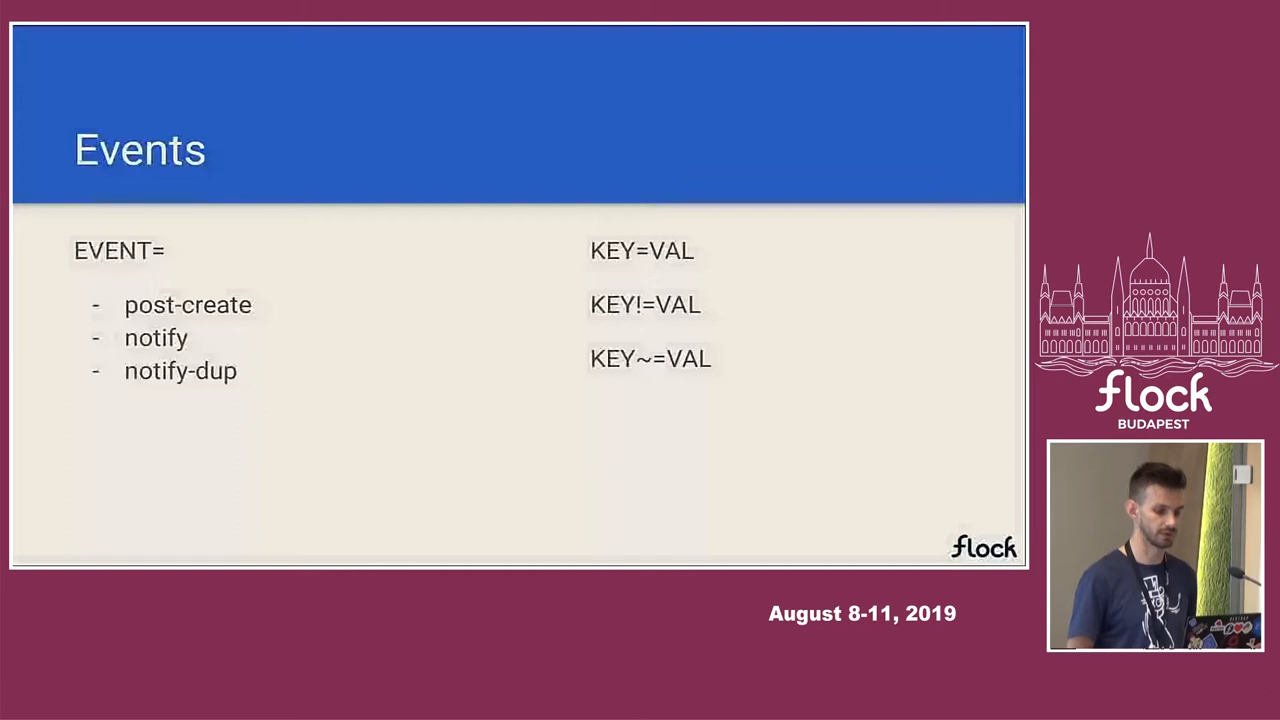 Events
EVENT=
- post-create
- notify
- notify-dup
KEY=VAL
KEY!=VAL
KEY~=VAL
flock
flock
BUDAPEST
August 8-11, 2019